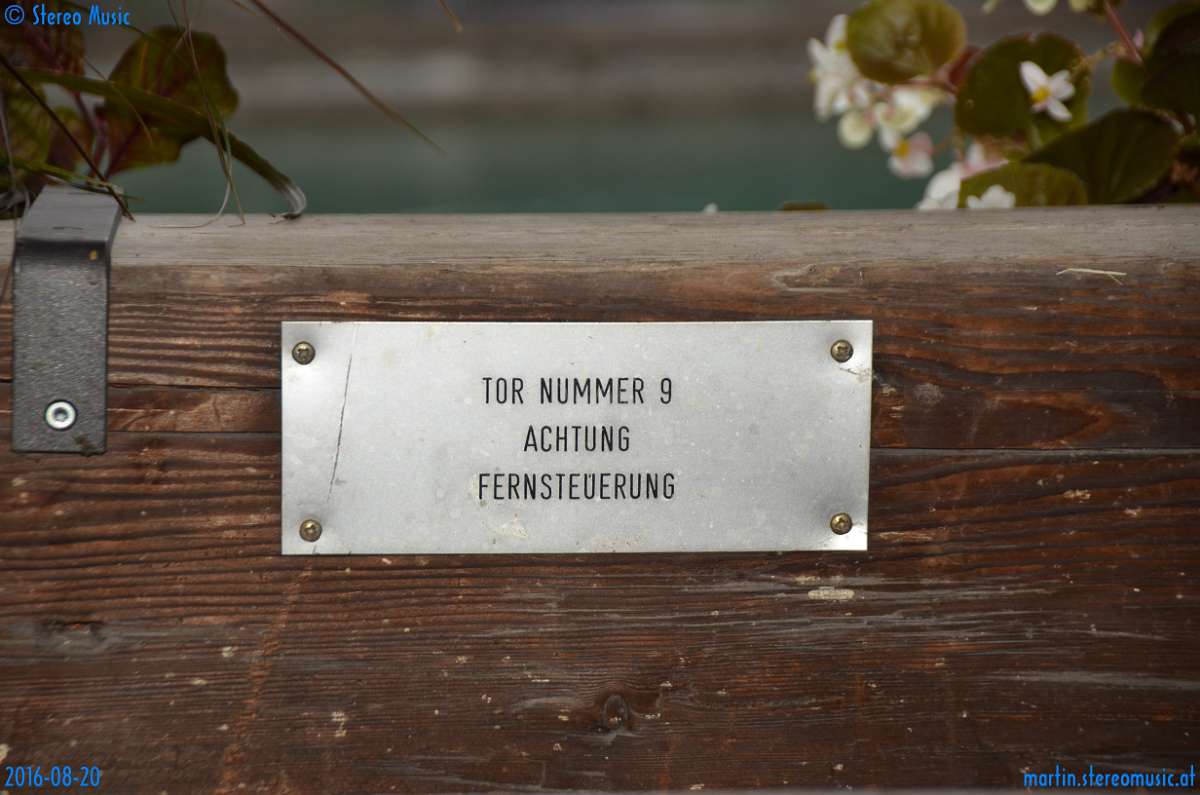 © Stereo Music
TOR NUMMER 9
ACHTUNG
FERNSTEUERUNG
2016-08-20
martin.stereomusic.at